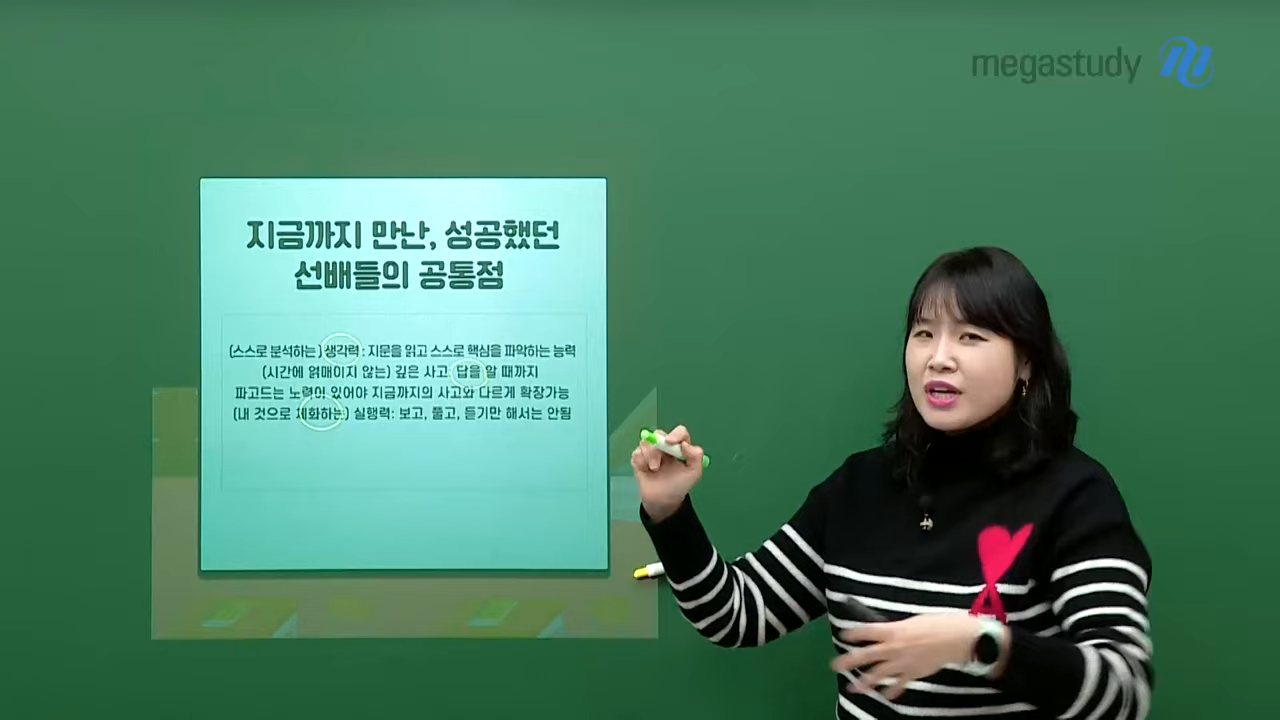 megastudy
지금까지 만난, 성공했던
선배들의 공통점
(스스로 분석하는) 생각력 : 지문을 읽고 스스로 핵심을 파악하는 능력
(시간에 얽매이지 않는) 깊은 사고: 답을 알 때까지
파고드는 노력이 있어야 지금까지의 사고와 다르게 확장가능
(내 것으로 체화하는) 실행력: 보고, 풀고, 듣기만 해서는 안됨